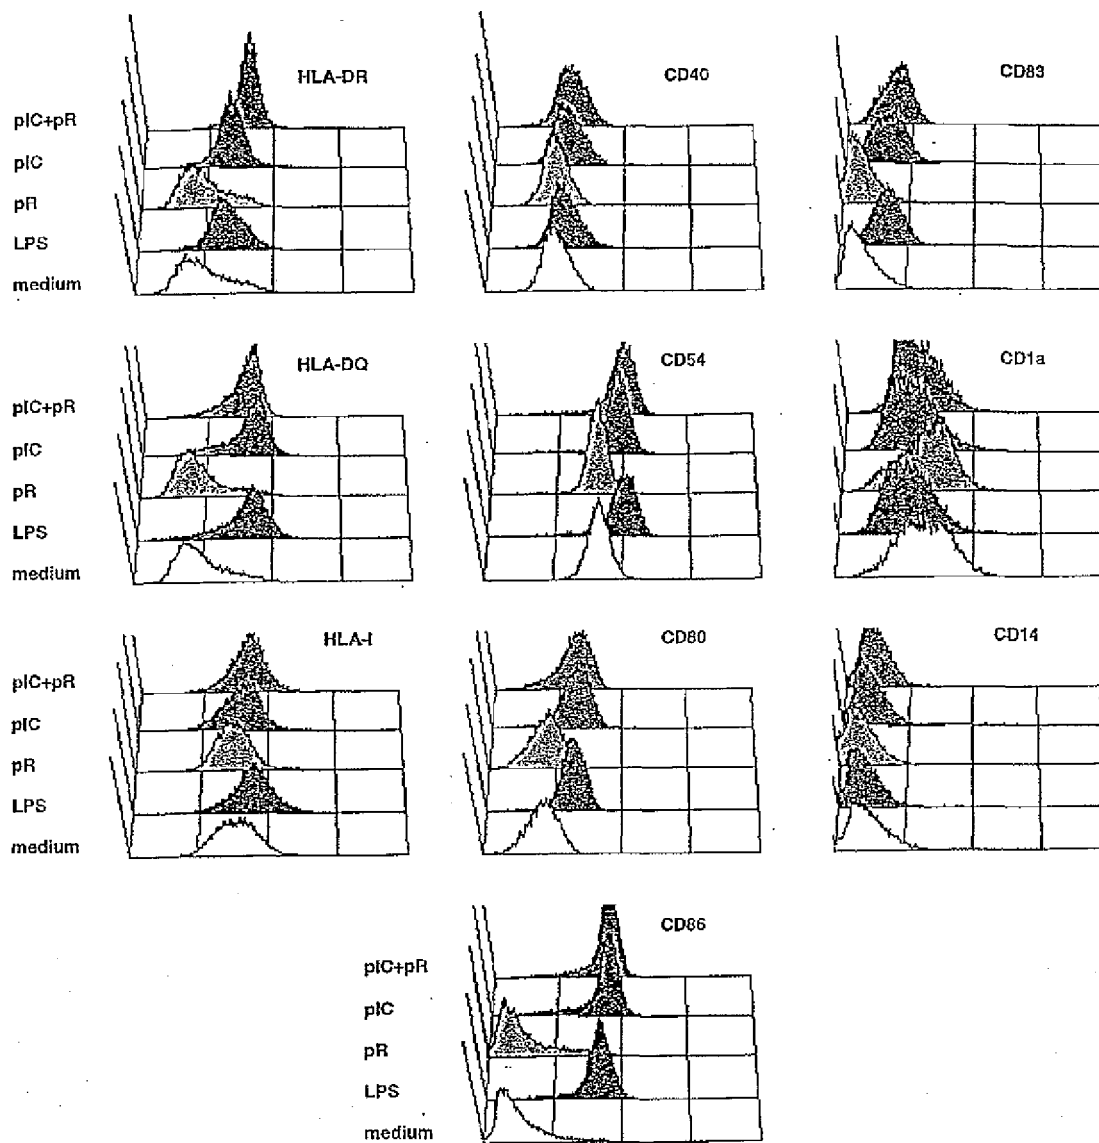 HLA-DR
pIC+pR
pIC
pR
LPS
medium
CD40
CD83
HLA-DQ
pIC+pR
pIC
pR
LPS
medium
CD54
CD1a
HLA-I
pIC+pR
pIC
pR
LPS
medium
CD80
CD14
CD86
pIC+pR
pIC
pR
LPS
medium